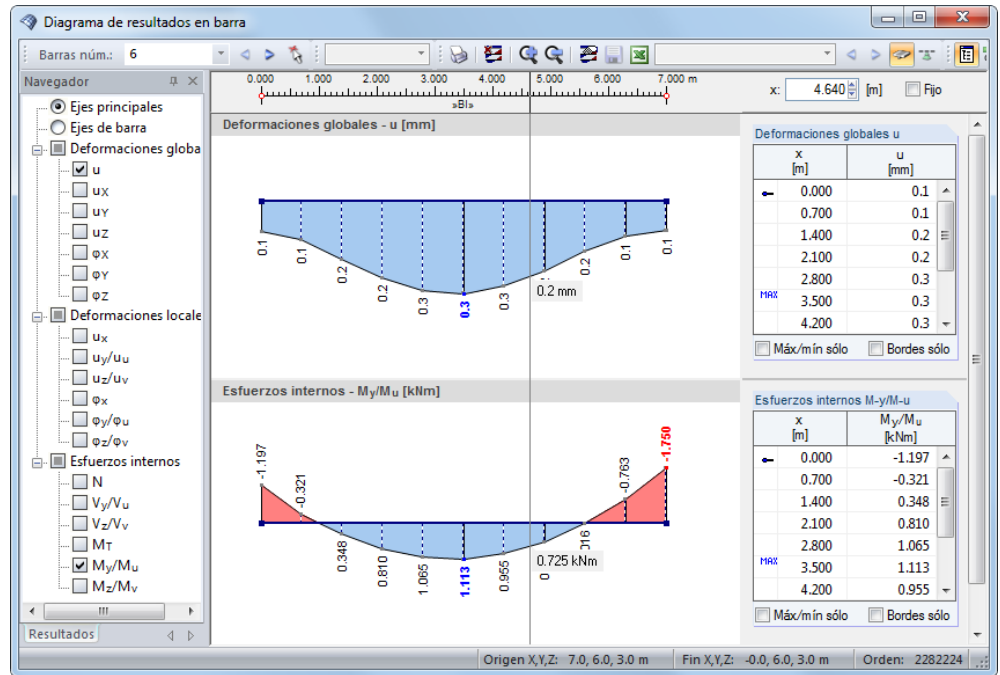 Diagrama de resultados en barra
Barras núm.: 6
Navegador
Ejes principales
Ejes de barra
Deformaciones globa
u
uX
uY
uZ
φX
φY
φZ
Deformaciones locale
ux
uy/uu
uz/uv
φx
φy/φu
φz/φv
Esfuerzos internos
N
Vy/Vu
Vz/Vv
MT
My/Mu
Mz/Mv
Resultados
0.000 1.000 2.000 3.000 4.000 5.000 6.000 7.000 m
»BI»
x: 4.640 [m] Fijo
Deformaciones globales - u [mm]
0.1 0.1 0.2 0.2 0.3 0.3 0.3 0.2 0.1 0.1
0.2 mm
Deformaciones globales u
x u
[m] [mm]
0.000 0.1
0.700 0.1
1.400 0.2
2.100 0.2
2.800 0.3
MAX 3.500 0.3
4.200 0.3
Máx/mín sólo Bordes sólo
Esfuerzos internos - My/Mu [kNm]
-1.197 -0.321 0.348 0.810 1.065 1.113 0.955 0 016 -0.763 -1.750
0.725 kNm
Esfuerzos internos M-y/M-u
x My/Mu
[m] [kNm]
0.000 -1.197
0.700 -0.321
1.400 0.348
2.100 0.810
2.800 1.065
MAX 3.500 1.113
4.200 0.955
Máx/mín sólo Bordes sólo
Origen X,Y,Z: 7.0, 6.0, 3.0 m Fin X,Y,Z: -0.0, 6.0, 3.0 m Orden: 2282224